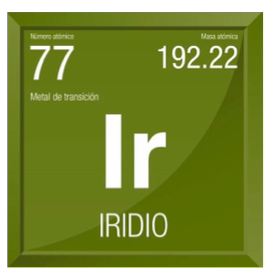 Número atómico
Masa atómica
77
192.22
Metal de transición
Ir
IRIDIO